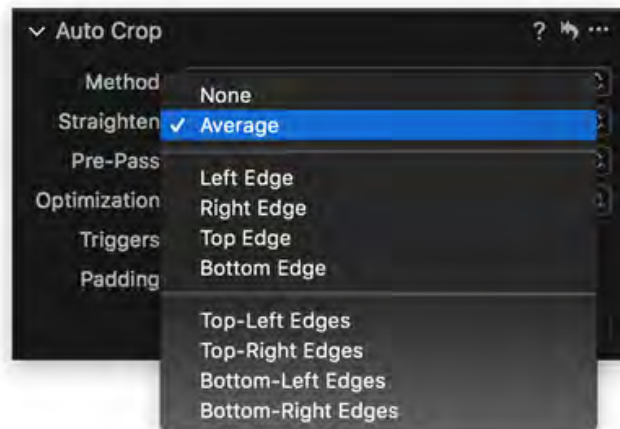 Auto Crop ? ...
Method
None
Straighten ✓ Average
Pre-Pass
Left Edge
Optimization
Right Edge
Triggers
Top Edge
Padding
Bottom Edge
Top-Left Edges
Top-Right Edges
Bottom-Left Edges
Bottom-Right Edges